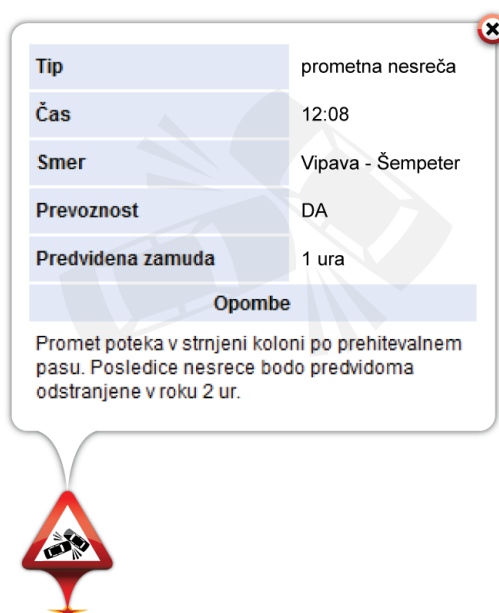 Tip prometna nesreča
Čas 12:08
Smer Vipava - Šempeter
Prevoznost DA
Predvidena zamuda 1 ura
Opombe
Promet poteka v strnjeni koloni po prehitevalnem
pasu. Posledice nesrece bodo predvidoma
odstranjene v roku 2 ur.